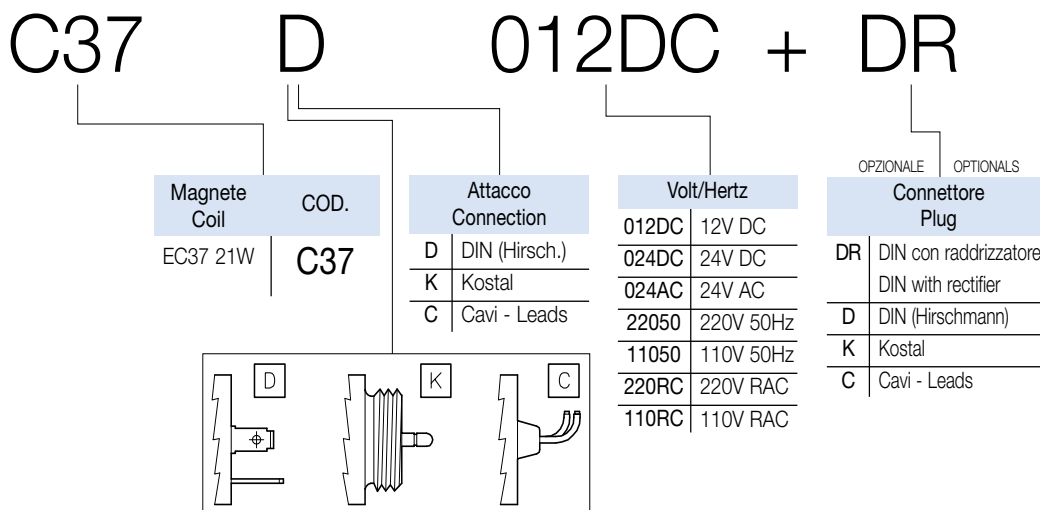 C37 D 012DC + DR
OPZIONALE OPTIONALS
Magnete
Coil
COD.
EC37 21W C37
Attacco
Connection
D DIN (Hirsch.)
K Kostal
C Cavi - Leads
Volt/Hertz
012DC 12V DC
024DC 24V DC
024AC 24V AC
22050 220V 50Hz
11050 110V 50Hz
220RC 220V RAC
110RC 110V RAC
Connettore
Plug
DR DIN con raddrizzatore
DIN with rectifier
D DIN (Hirschmann)
K Kostal
C Cavi - Leads
D K C